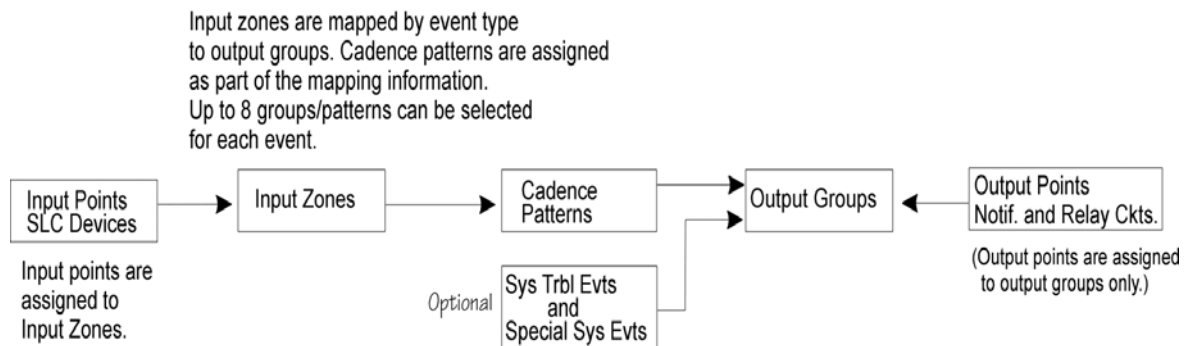 Input zones are mapped by event type
to output groups. Cadence patterns are assigned
as part of the mapping information.
Up to 8 groups/patterns can be selected
for each event.
Input Points
SLC Devices
Input Zones
Cadence
Patterns
Output Groups
Output Points
Notif. and Relay Ckts.
Input points are
assigned to
Input Zones.
Optional
Sys Trbl Evts
and
Special Sys Evts
(Output points are assigned
to output groups only.)